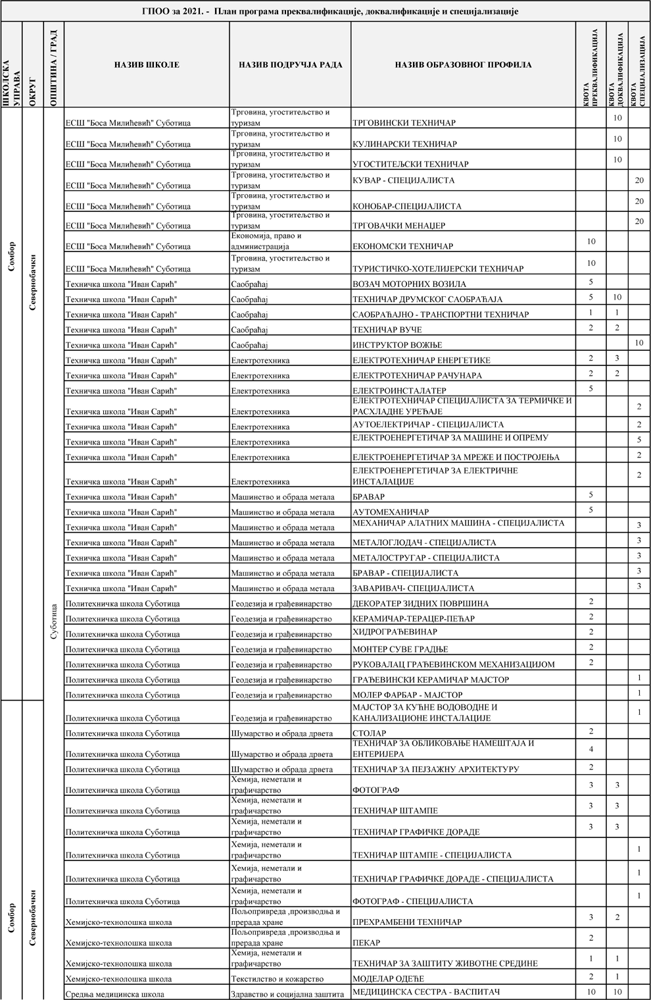 ГПОО за 2021. - План програма преквалификације, доквалификације и специјализације
ШКОЛСКА УПРАВА ОКРУГ ОПШТИНА / ГРАД НАЗИВ ШКОЛЕ НАЗИВ ПОДРУЧЈА РАДА НАЗИВ ОБРАЗОВНОГ ПРОФИЛА КВОТА ПРЕКВАЛИФИКАЦИЈА КВОТА ДОКВАЛИФИКАЦИЈА КВОТА СПЕЦИЈАЛИЗАЦИЈА
Сомбор
Севернобачки
Суботица
ЕСШ "Боса Милићевић" Суботица Трговина, угоститељство и туризам ТРГОВИНСКИ ТЕХНИЧАР 10
ЕСШ "Боса Милићевић" Суботица Трговина, угоститељство и туризам КУЛИНАРСКИ ТЕХНИЧАР 10
ЕСШ "Боса Милићевић" Суботица Трговина, угоститељство и туризам УГОСТИТЕЉСКИ ТЕХНИЧАР 10
ЕСШ "Боса Милићевић" Суботица Трговина, угоститељство и туризам КУВАР - СПЕЦИЈАЛИСТА 20
ЕСШ "Боса Милићевић" Суботица Трговина, угоститељство и туризам КОНОБАР-СПЕЦИЈАЛИСТА 20
ЕСШ "Боса Милићевић" Суботица Трговина, угоститељство и туризам ТРГОВАЧКИ МЕНАЏЕР 20
ЕСШ "Боса Милићевић" Суботица Економија, право и администрација ЕКОНОМСКИ ТЕХНИЧАР 10
ЕСШ "Боса Милићевић" Суботица Трговина, угоститељство и туризам ТУРИСТИЧКО-ХОТЕЛИЈЕРСКИ ТЕХНИЧАР 10
Техничка школа "Иван Сарић" Саобраћај ВОЗАЧ МОТОРНИХ ВОЗИЛА 5
Техничка школа "Иван Сарић" Саобраћај ТЕХНИЧАР ДРУМСКОГ САОБРАЋАЈА 5 10
Техничка школа "Иван Сарић" Саобраћај САОБРАЋАЈНО - ТРАНСПОРТНИ ТЕХНИЧАР 1 1
Техничка школа "Иван Сарић" Саобраћај ТЕХНИЧАР ВУЧЕ 2 2
Техничка школа "Иван Сарић" Саобраћај ИНСТРУКТОР ВОЖЊЕ 10
Техничка школа "Иван Сарић" Електротехника ЕЛЕКТРОТЕХНИЧАР ЕНЕРГЕТИКЕ 2 3
Техничка школа "Иван Сарић" Електротехника ЕЛЕКТРОТЕХНИЧАР РАЧУНАРА 2 2
Техничка школа "Иван Сарић" Електротехника ЕЛЕКТРОИНСТАЛАТЕР 5
Техничка школа "Иван Сарић" Електротехника ЕЛЕКТРОТЕХНИЧАР СПЕЦИЈАЛИСТА ЗА ТЕРМИЧКЕ И РАСХЛАДНЕ УРЕЂАЈЕ 2
Техничка школа "Иван Сарић" Електротехника АУТОЕЛЕКТРИЧАР - СПЕЦИЈАЛИСТА 2
Техничка школа "Иван Сарић" Електротехника ЕЛЕКТРОЕНЕРГЕТИЧАР ЗА МАШИНЕ И ОПРЕМУ 5
Техничка школа "Иван Сарић" Електротехника ЕЛЕКТРОЕНЕРГЕТИЧАР ЗА МРЕЖЕ И ПОСТРОЈЕЊА 2
Техничка школа "Иван Сарић" Електротехника ЕЛЕКТРОЕНЕРГЕТИЧАР ЗА ЕЛЕКТРИЧНЕ ИНСТАЛАЦИЈЕ 2
Техничка школа "Иван Сарић" Машинство и обрада метала БРАВАР 5
Техничка школа "Иван Сарић" Машинство и обрада метала АУТОМЕХАНИЧАР 5
Техничка школа "Иван Сарић" Машинство и обрада метала МЕХАНИЧАР АЛАТНИХ МАШИНА - СПЕЦИЈАЛИСТА 3
Техничка школа "Иван Сарић" Машинство и обрада метала МЕТАЛОГЛОДАЧ - СПЕЦИЈАЛИСТА 3
Техничка школа "Иван Сарић" Машинство и обрада метала МЕТАЛОСТРУГАР - СПЕЦИЈАЛИСТА 3
Техничка школа "Иван Сарић" Машинство и обрада метала БРАВАР - СПЕЦИЈАЛИСТА 3
Техничка школа "Иван Сарић" Машинство и обрада метала ЗАВАРИВАЧ- СПЕЦИЈАЛИСТА 3
Политехничка школа Суботица Геодезија и грађевинарство ДЕКОРАТЕР ЗИДНИХ ПОВРШИНА 2
Политехничка школа Суботица Геодезија и грађевинарство КЕРАМИЧАР-ТЕРАЦЕР-ПЕЋАР 2
Политехничка школа Суботица Геодезија и грађевинарство ХИДРОГРАЂЕВИНАР 2
Политехничка школа Суботица Геодезија и грађевинарство МОНТЕР СУВЕ ГРАДЊЕ 2
Политехничка школа Суботица Геодезија и грађевинарство РУКОВАЛАЦ ГРАЂЕВИНСКОМ МЕХАНИЗАЦИЈОМ 2
Политехничка школа Суботица Геодезија и грађевинарство ГРАЂЕВИНСКИ КЕРАМИЧАР МАЈСТОР 1
Политехничка школа Суботица Геодезија и грађевинарство МОЛЕР ФАРБАР - МАЈСТОР 1
Сомбор
Севернобачки
Политехничка школа Суботица Геодезија и грађевинарство МАЈСТОР ЗА КУЋНЕ ВОДОВОДНЕ И КАНАЛИЗАЦИОНЕ ИНСТАЛАЦИЈЕ 1
Политехничка школа Суботица Шумарство и обрада дрвета СТОЛАР 2
Политехничка школа Суботица Шумарство и обрада дрвета ТЕХНИЧАР ЗА ОБЛИКОВАЊЕ НАМЕШТАЈА И ЕНТЕРИЈЕРА 4
Политехничка школа Суботица Шумарство и обрада дрвета ТЕХНИЧАР ЗА ПЕЈЗАЖНУ АРХИТЕКТУРУ 2
Политехничка школа Суботица Хемија, неметали и графичарство ФОТОГРАФ 3 3
Политехничка школа Суботица Хемија, неметали и графичарство ТЕХНИЧАР ШТАМПЕ 3 3
Политехничка школа Суботица Хемија, неметали и графичарство ТЕХНИЧАР ГРАФИЧКЕ ДОРАДЕ 3 3
Политехничка школа Суботица Хемија, неметали и графичарство ТЕХНИЧАР ШТАМПЕ - СПЕЦИЈАЛИСТА 1
Политехничка школа Суботица Хемија, неметали и графичарство ТЕХНИЧАР ГРАФИЧКЕ ДОРАДЕ - СПЕЦИЈАЛИСТА 1
Политехничка школа Суботица Хемија, неметали и графичарство ФОТОГРАФ - СПЕЦИЈАЛИСТА 1
Хемијско-технолошка школа Пољопривреда ,производња и прерада хране ПРЕХРАМБЕНИ ТЕХНИЧАР 3 2
Хемијско-технолошка школа Пољопривреда ,производња и прерада хране ПЕКАР 2
Хемијско-технолошка школа Хемија, неметали и графичарство ТЕХНИЧАР ЗА ЗАШТИТУ ЖИВОТНЕ СРЕДИНЕ 1 1
Хемијско-технолошка школа Текстилство и кожарство МОДЕЛАР ОДЕЋЕ 2 1
Средња медицинска школа Здравство и социјална заштита МЕДИЦИНСКА СЕСТРА - ВАСПИТАЧ 10 10